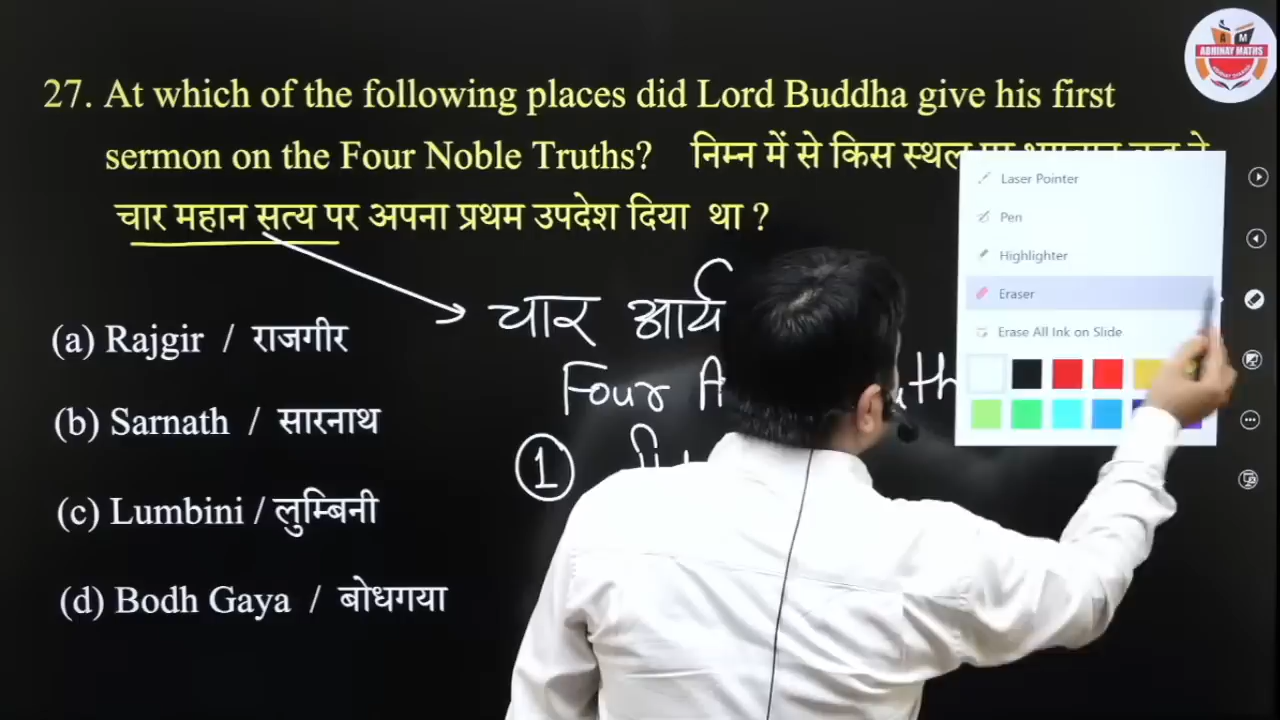 27. At which of the following places did Lord Buddha give his first
sermon on the Four Noble Truths? निम्न में से किस स्थल
चार महान सत्य पर अपना प्रथम उपदेश दिया था ?
(a) Rajgir / राजगीर
(b) Sarnath / सारनाथ
(c) Lumbini / लुम्बिनी
(d) Bodh Gaya / बोधगया
चार आर्य
Four
1
Laser Pointer
Pen
Highlighter
Eraser
Erase All Ink on Slide
A M
ABHINAY MATHS